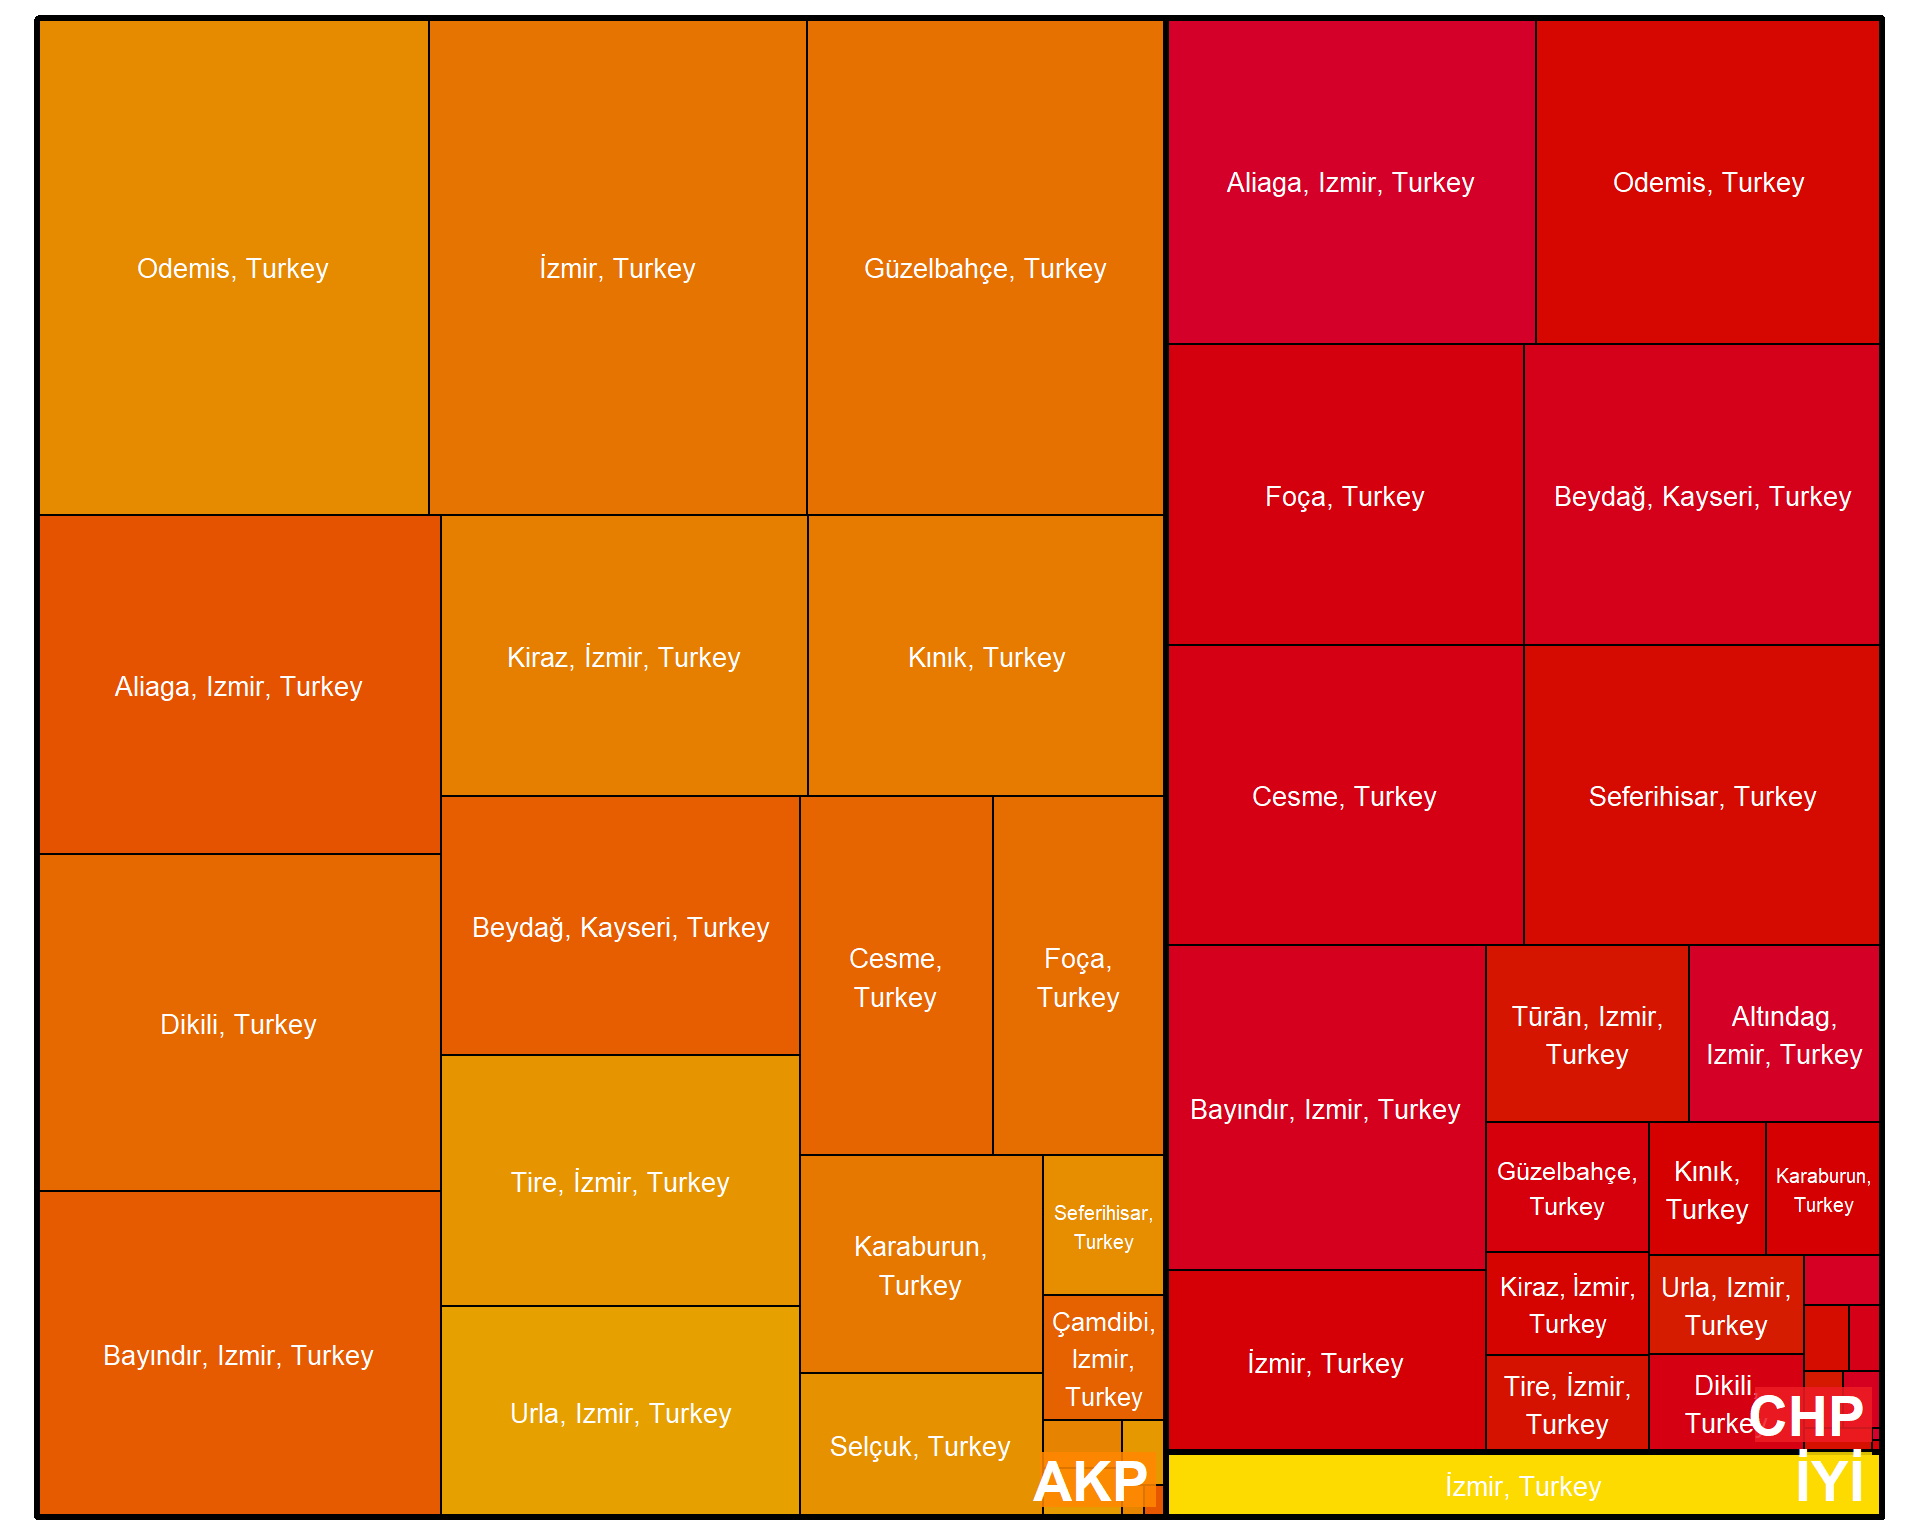 Odemis, Turkey
İzmir, Turkey
Güzelbahçe, Turkey
Aliaga, Izmir, Turkey
Kiraz, İzmir, Turkey
Kınık, Turkey
Dikili, Turkey
Beydağ, Kayseri, Turkey
Cesme,
Turkey
Foça,
Turkey
Bayındır, Izmir, Turkey
Tire, İzmir, Turkey
Urla, Izmir, Turkey
Karaburun,
Turkey
Seferihisar,
Turkey
Çamdibi,
Izmir,
Turkey
Selçuk, Turkey
AKP
Aliaga, Izmir, Turkey
Odemis, Turkey
Foça, Turkey
Beydağ, Kayseri, Turkey
Cesme, Turkey
Seferihisar, Turkey
Bayındır, Izmir, Turkey
Tūrān, Izmir,
Turkey
Altındag,
Izmir, Turkey
Güzelbahçe,
Turkey
Kınık,
Turkey
Karaburun,
Turkey
İzmir, Turkey
Kiraz, İzmir,
Turkey
Urla, Izmir,
Turkey
Tire, İzmir,
Turkey
Dikili,
Turkey
CHP
İzmir, Turkey
İYİ